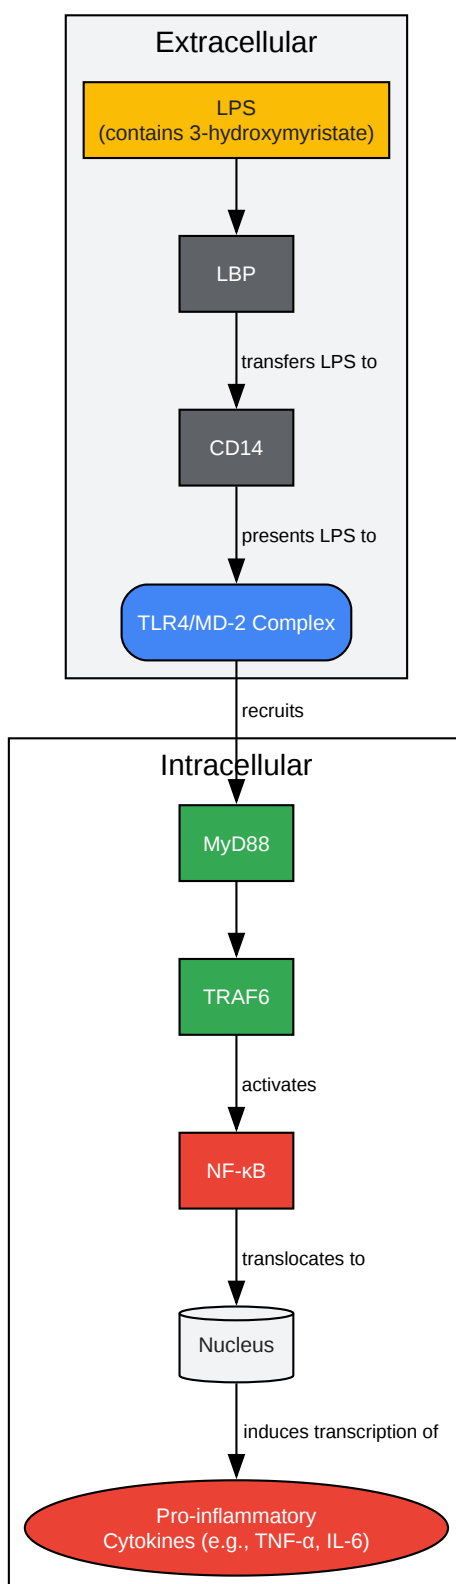 Extracellular
LPS
(contains 3-hydroxymyristate)
LBP
transfers LPS to
CD14
presents LPS to
TLR4/MD-2 Complex
recruits
Intracellular
MyD88
TRAF6
activates
NF-κB
translocates to
Nucleus
induces transcription of
Pro-inflammatory
Cytokines (e.g., TNF-α, IL-6)